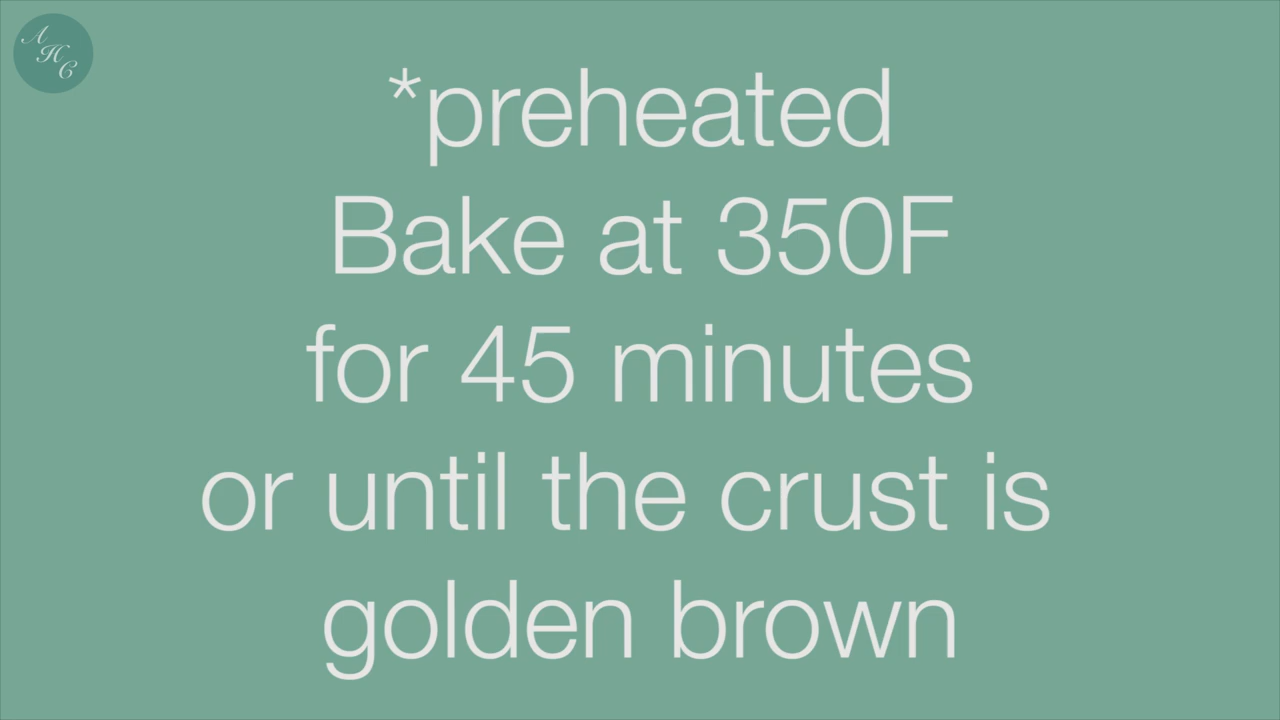 A
H
C
*preheated
Bake at 350F
for 45 minutes
or until the crust is
golden brown